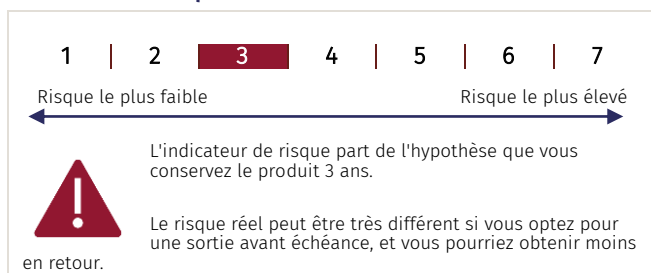 1 | 2 | 3 | 4 | 5 | 6 | 7
Risque le plus faible Risque le plus élevé
L'indicateur de risque part de l'hypothèse que vous
conservez le produit 3 ans.
Le risque réel peut être très différent si vous optez pour
une sortie avant échéance, et vous pourriez obtenir moins
en retour.